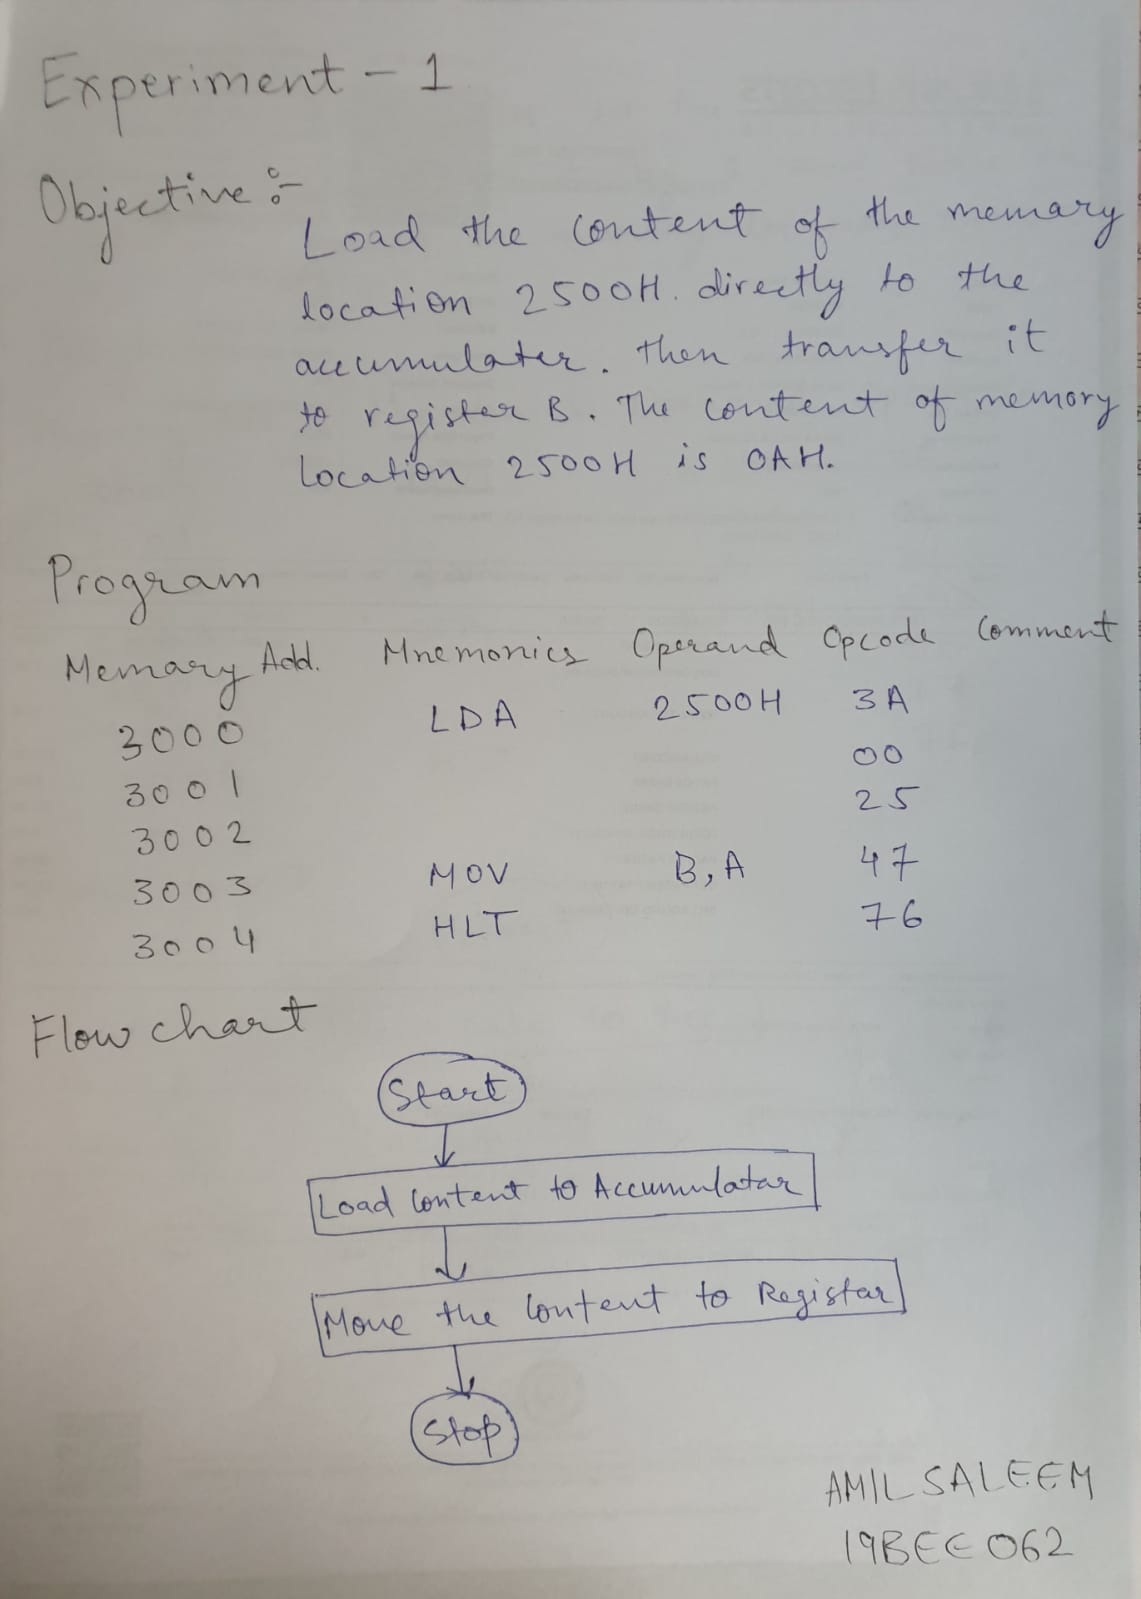 Experiment - 1
Objective :-
Load the content of the memary
location 2500H. directly to the
accumulater. then transfer it
to register B. The content of memory
Location 2500H is 0AH.
Program
Memary Add. Mnemonics Operand Opcode Comment
3000 LDA 2500H 3A
3001 00
3002 25
3003 MOV B, A 47
3004 HLT 76
Flow chart
Start
Load Content to Accumulatar
Move the Content to Registar
Stop
AMIL SALEEM
19BEE062